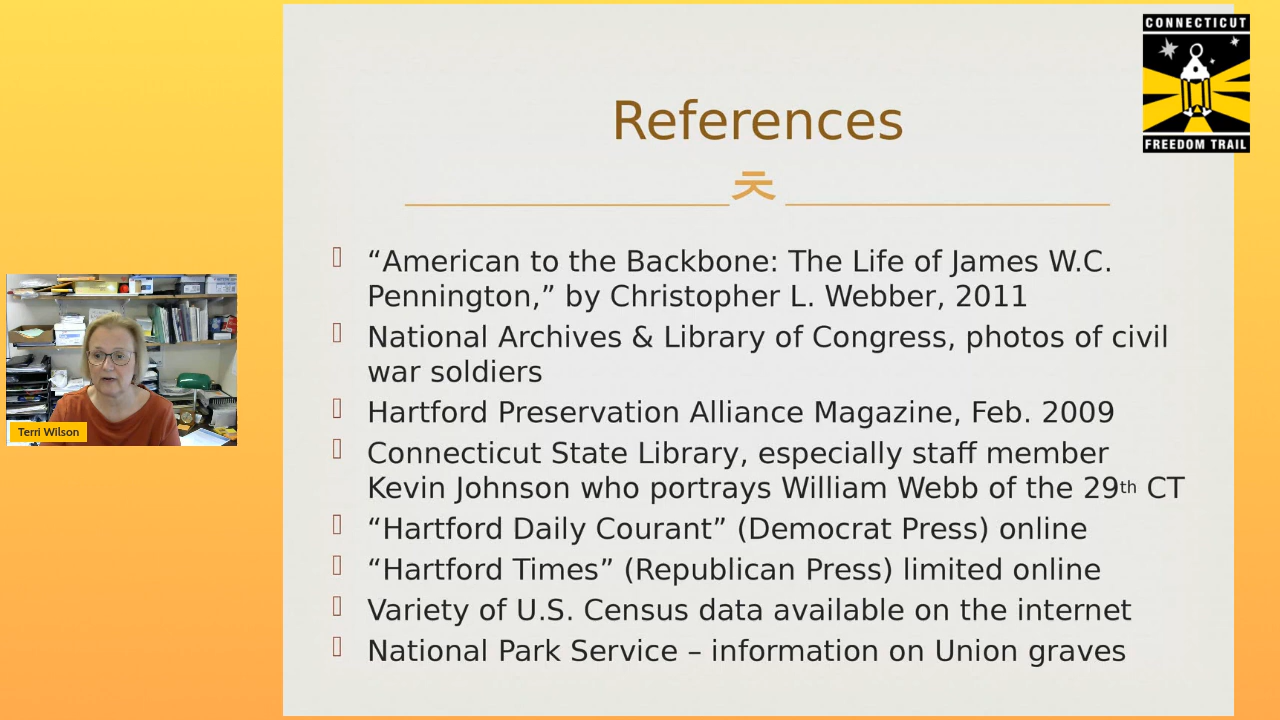 CONNECTICUT
FREEDOM TRAIL
References
“American to the Backbone: The Life of James W.C.
Pennington,” by Christopher L. Webber, 2011
National Archives & Library of Congress, photos of civil
war soldiers
Hartford Preservation Alliance Magazine, Feb. 2009
Connecticut State Library, especially staff member
Kevin Johnson who portrays William Webb of the 29th CT
“Hartford Daily Courant” (Democrat Press) online
“Hartford Times” (Republican Press) limited online
Variety of U.S. Census data available on the internet
National Park Service – information on Union graves
Terri Wilson